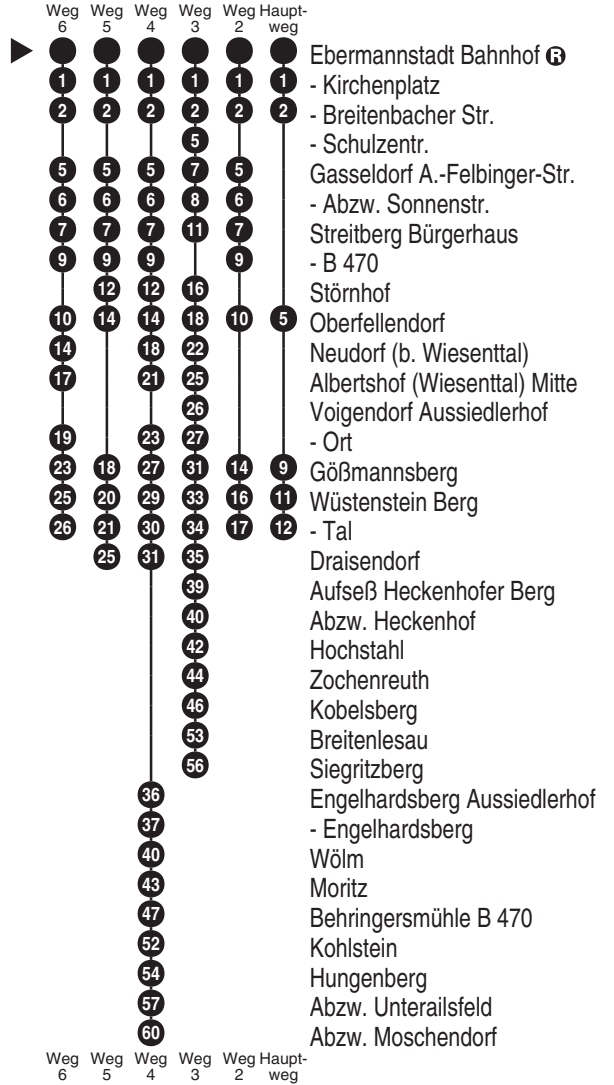 Weg 6 Weg 5 Weg 4 Weg 3 Weg 2 Haupt-weg
Ebermannstadt Bahnhof R
1 1 1 1 1 1 - Kirchenplatz
2 2 2 2 2 2 - Breitenbacher Str.
5 - Schulzentr.
5 5 5 7 5 Gasseldorf A.-Felbinger-Str.
6 6 6 8 6 - Abzw. Sonnenstr.
7 7 7 11 7 Streitberg Bürgerhaus
9 9 9 9 - B 470
12 12 16 Störnhof
10 14 14 18 10 5 Oberfellendorf
14 18 22 Neudorf (b. Wiesenttal)
17 21 25 Albertshof (Wiesenttal) Mitte
26 Voigendorf Aussiedlerhof
19 23 27 - Ort
23 18 27 31 14 9 Gößmannsberg
25 20 29 33 16 11 Wüstenstein Berg
26 21 30 34 17 12 - Tal
25 31 35 Draisendorf
39 Aufseß Heckenhofer Berg
40 Abzw. Heckenhof
42 Hochstahl
44 Zochenreuth
46 Kobelsberg
53 Breitenlesau
56 Siegritzberg
36 Engelhardsberg Aussiedlerhof
37 - Engelhardsberg
40 Wölm
43 Moritz
47 Behringersmühle B 470
52 Kohlstein
54 Hungenberg
57 Abzw. Unterailsfeld
60 Abzw. Moschendorf
Weg 6 Weg 5 Weg 4 Weg 3 Weg 2 Haupt-weg